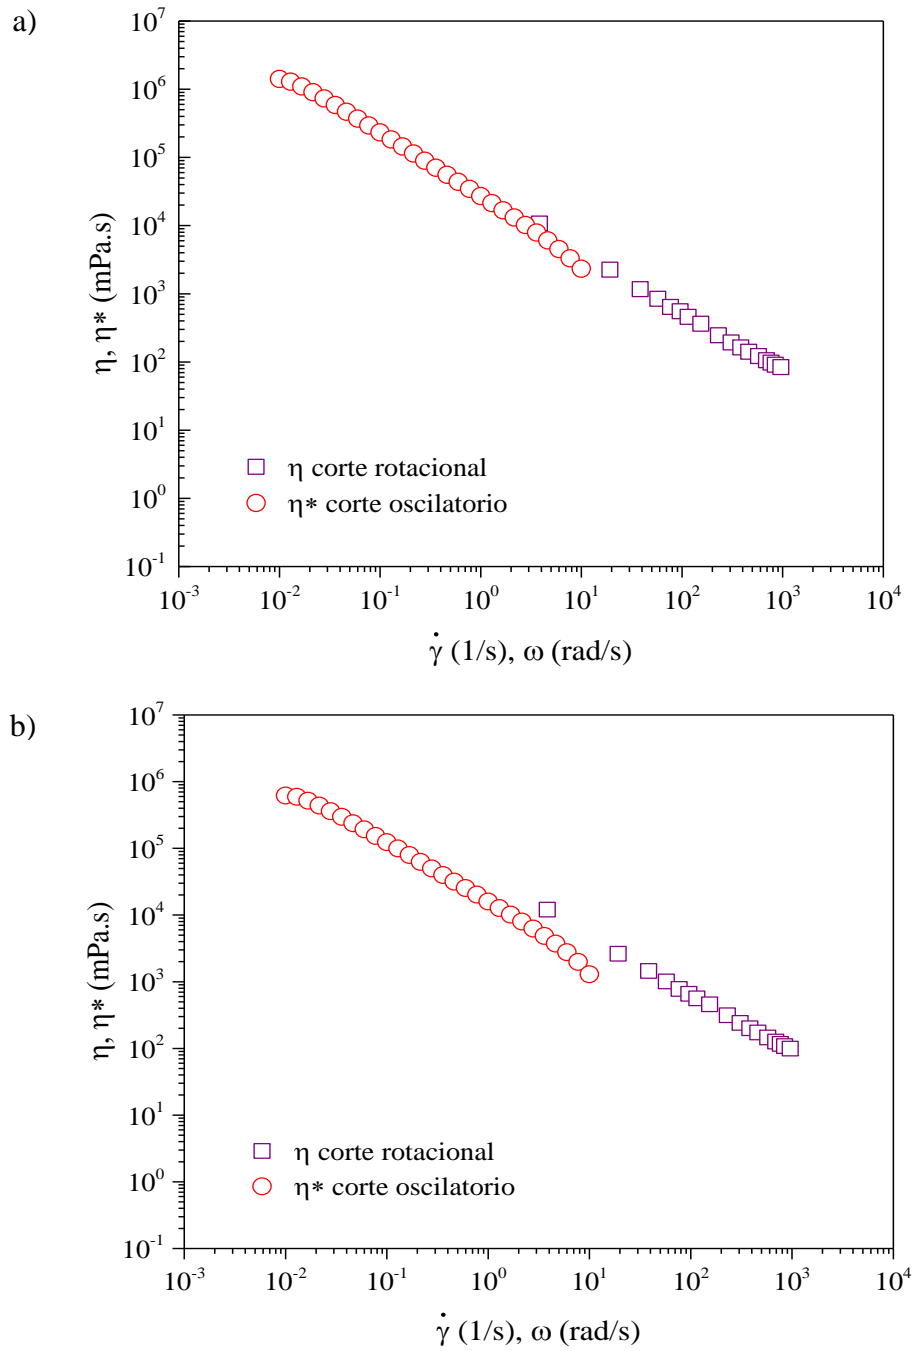 a)
10^7
10^6
10^5
10^4
10^3
10^2
10^1
10^0
10^-1
η, η* (mPa.s)
η corte rotacional
η* corte oscilatorio
10^-3 10^-2 10^-1 10^0 10^1 10^2 10^3 10^4
γ̇ (1/s), ω (rad/s)
b)
10^7
10^6
10^5
10^4
10^3
10^2
10^1
10^0
10^-1
η, η* (mPa.s)
η corte rotacional
η* corte oscilatorio
10^-3 10^-2 10^-1 10^0 10^1 10^2 10^3 10^4
γ̇ (1/s), ω (rad/s)